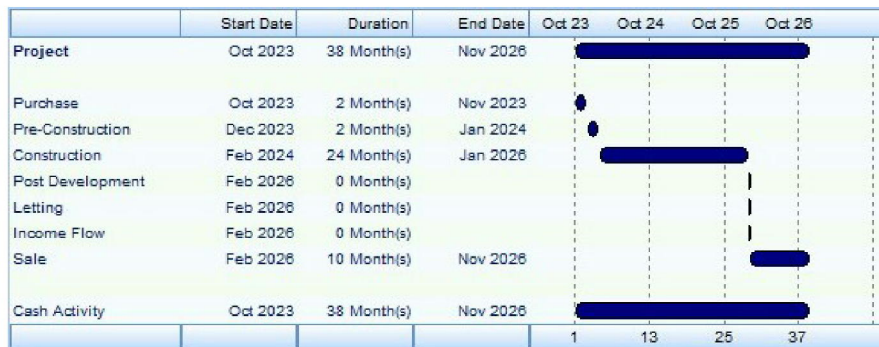 Start Date Duration End Date Oct 23 Oct 24 Oct 25 Oct 26
Project Oct 2023 38 Month(s) Nov 2026
Purchase Oct 2023 2 Month(s) Nov 2023
Pre-Construction Dec 2023 2 Month(s) Jan 2024
Construction Feb 2024 24 Month(s) Jan 2026
Post Development Feb 2026 0 Month(s)
Letting Feb 2026 0 Month(s)
Income Flow Feb 2026 0 Month(s)
Sale Feb 2026 10 Month(s) Nov 2026
Cash Activity Oct 2023 38 Month(s) Nov 2026
1 13 25 37